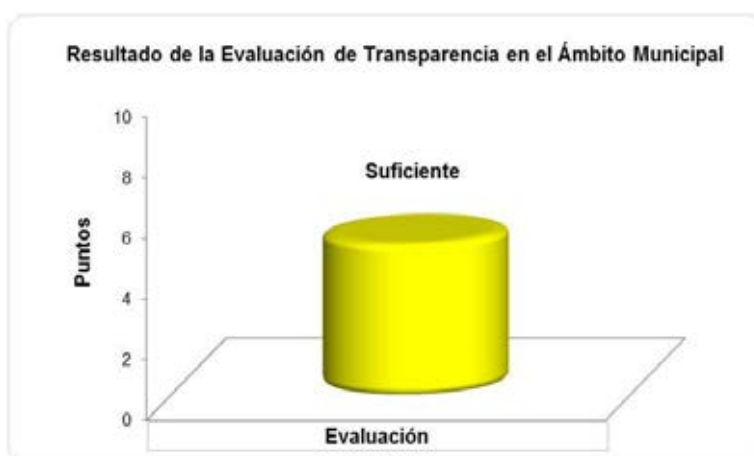 Resultado de la Evaluación de Transparencia en el Ámbito Municipal
10
8
6
4
2
0
Puntos
Suficiente
Evaluación